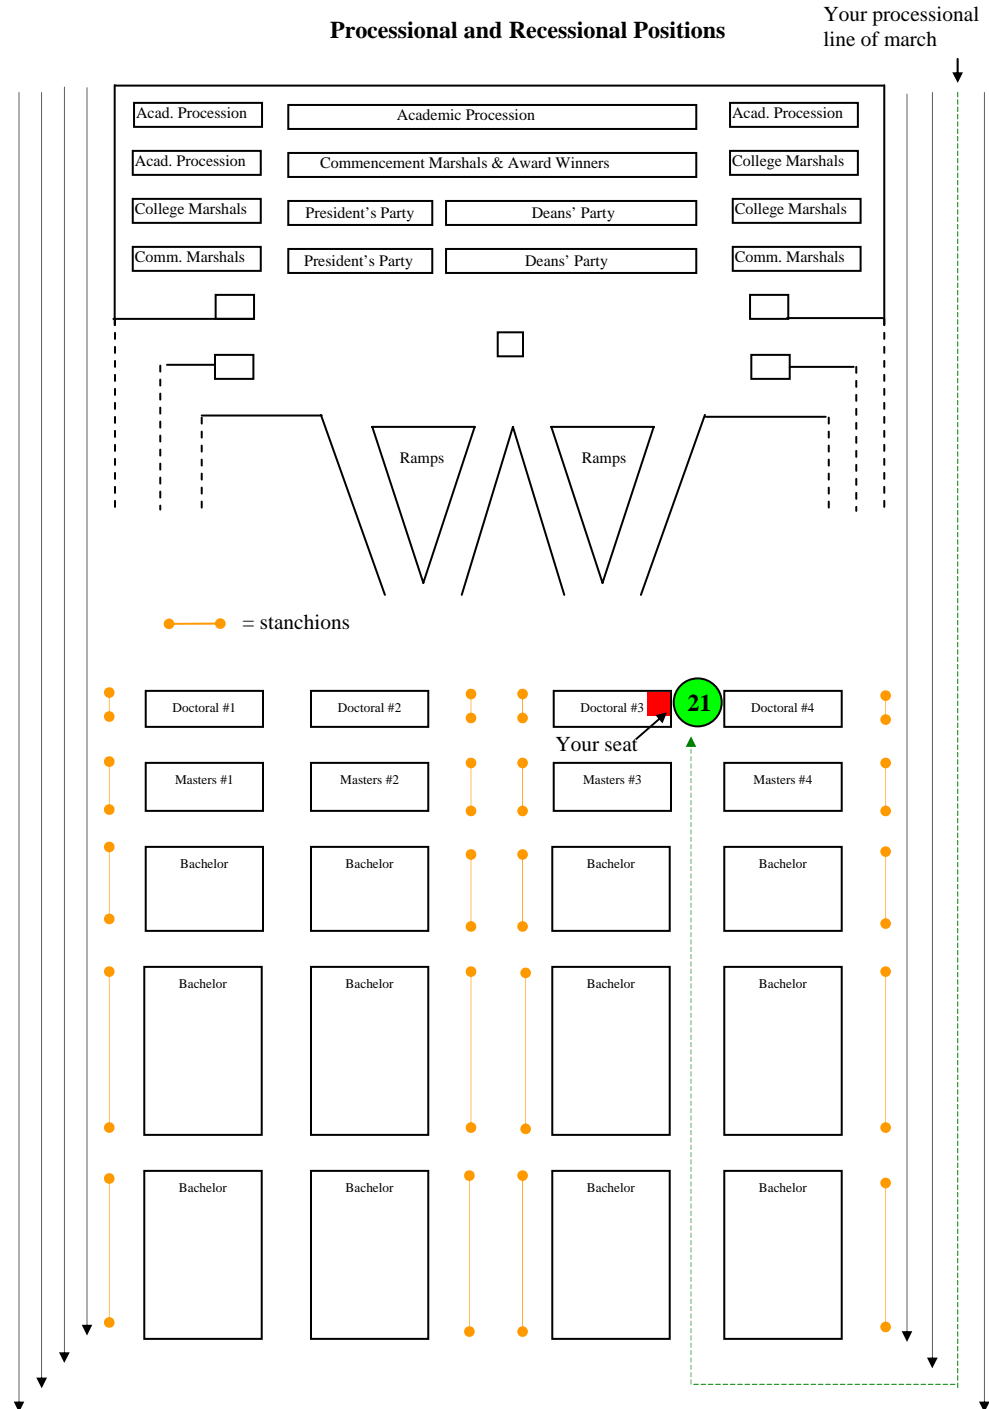 Processional and Recessional Positions
Your processional
line of march
Acad. Procession
Academic Procession
Acad. Procession
Acad. Procession
Commencement Marshals & Award Winners
College Marshals
College Marshals
President's Party
Deans' Party
College Marshals
Comm. Marshals
President's Party
Deans' Party
Comm. Marshals
Ramps
Ramps
= stanchions
Doctoral #1
Doctoral #2
Doctoral #3
21
Doctoral #4
Your seat
Masters #1
Masters #2
Masters #3
Masters #4
Bachelor
Bachelor
Bachelor
Bachelor
Bachelor
Bachelor
Bachelor
Bachelor
Bachelor
Bachelor
Bachelor
Bachelor